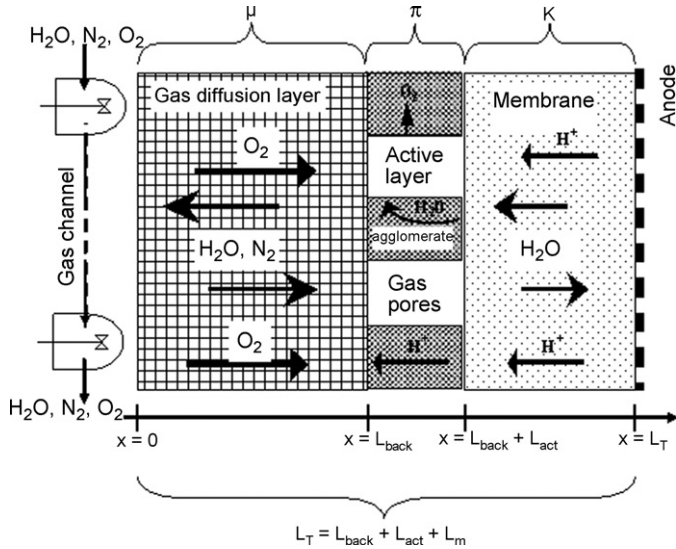 μ
π
K
H₂O, N₂, O₂
Gas diffusion layer
O₂
Membrane
Anode
O₂
H⁺
Active
layer
H₂O
agglomerate
Gas channel
H₂O, N₂
H₂O
Gas
pores
O₂
H⁺
H⁺
H₂O, N₂, O₂
x = 0
x = L_back
x = L_back + L_act
x = L_T
L_T = L_back + L_act + L_m